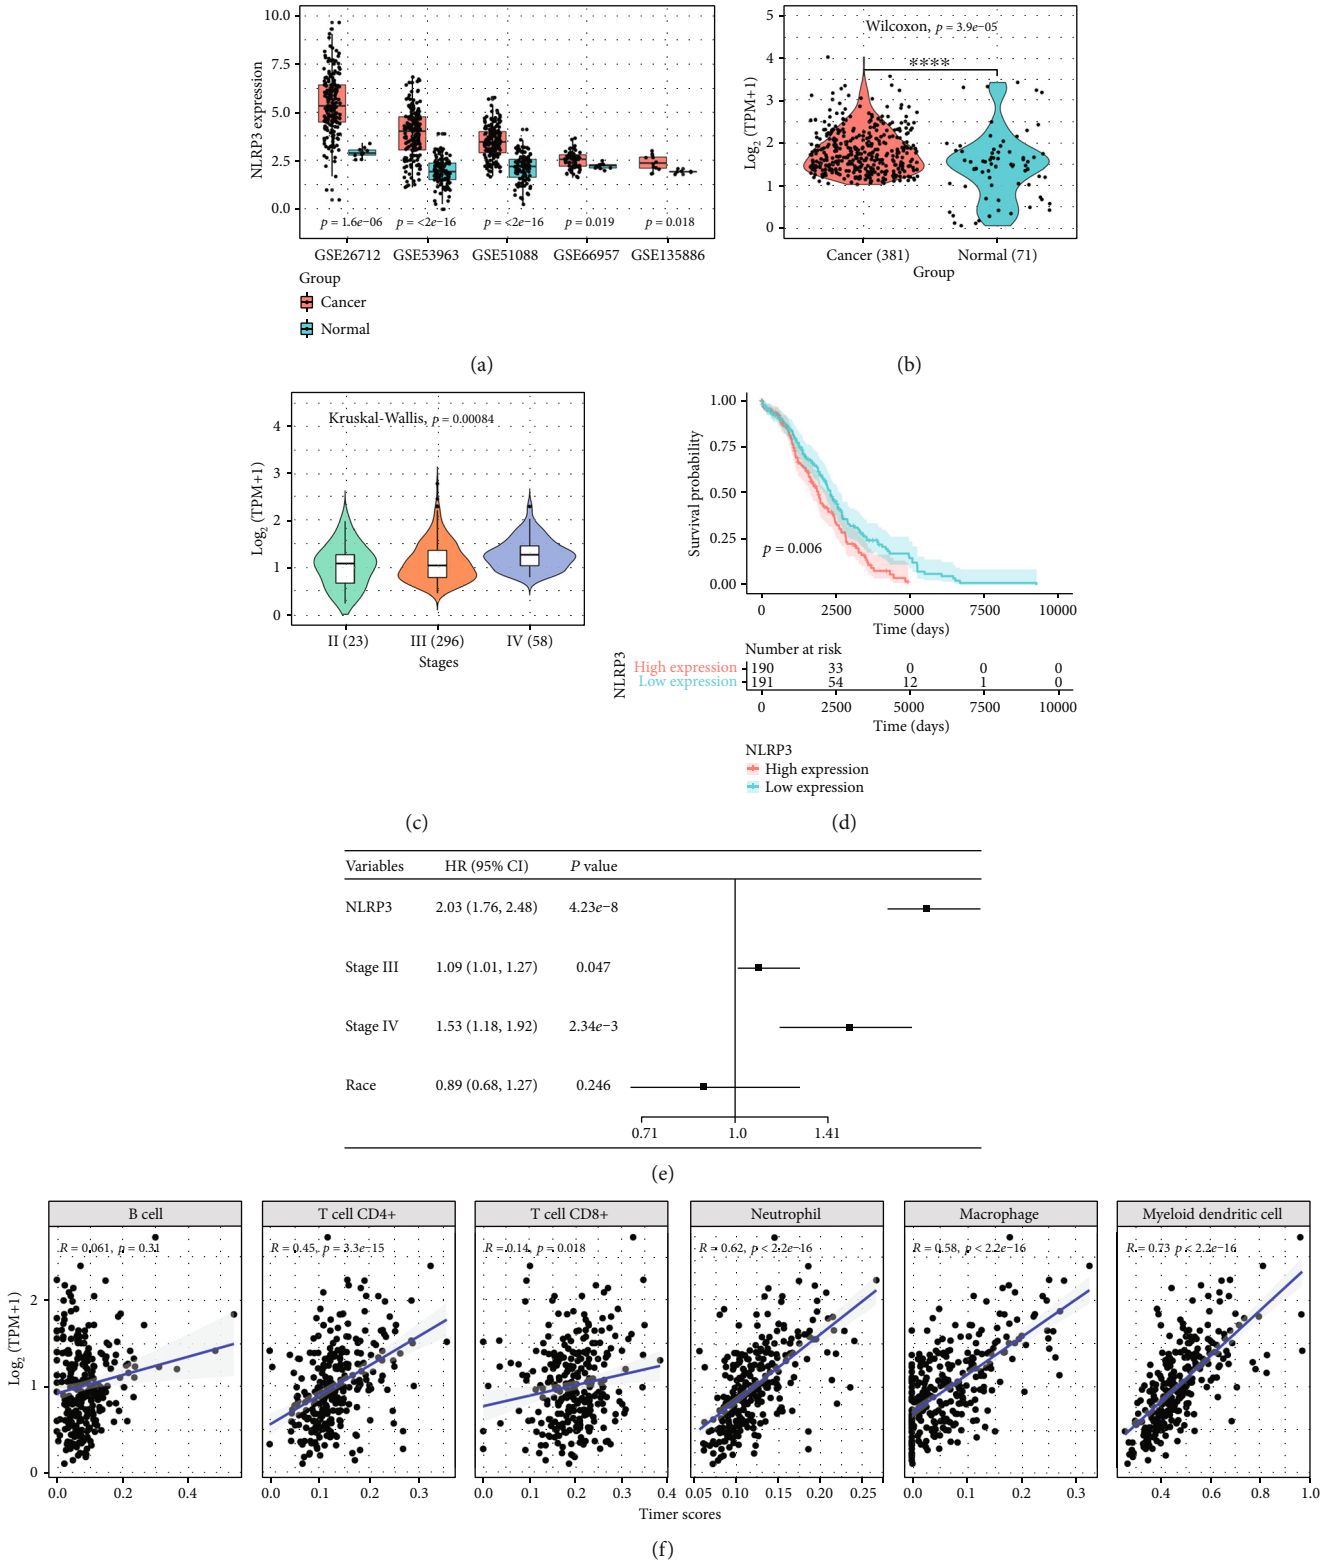 10.0
7.5
5.0
2.5
0.0
NLRP3 expression
p = 1.6e−06
p = <2e−16
p = <2e−16
p = 0.019
p = 0.018
GSE26712 GSE53963 GSE51088 GSE66957 GSE135886
Group
Cancer
Normal
(a)
5
4
3
2
1
0
Log2 (TPM+1)
Wilcoxon, p = 3.9e−05
****
Cancer (381) Normal (71)
Group
(b)
4
3
2
1
0
Log2 (TPM+1)
Kruskal-Wallis, p = 0.00084
II (23) III (296) IV (58)
Stages
(c)
1.00
0.75
0.50
0.25
0.00
Survival probability
p = 0.006
0 2500 5000 7500 10000
Time (days)
Number at risk
NLRP3
High expression 190 33 0 0 0
Low expression 191 54 12 1 0
0 2500 5000 7500 10000
Time (days)
NLRP3
High expression
Low expression
(d)
Variables HR (95% CI) P value
NLRP3 2.03 (1.76, 2.48) 4.23e−8
Stage III 1.09 (1.01, 1.27) 0.047
Stage IV 1.53 (1.18, 1.92) 2.34e−3
Race 0.89 (0.68, 1.27) 0.246
0.71 1.0 1.41
(e)
B cell T cell CD4+ T cell CD8+ Neutrophil Macrophage Myeloid dendritic cell
R = 0.061, p = 0.31
R = 0.45, p = 3.3e−15
R = 0.14, p = 0.018
R = 0.62, p < 2.2e−16
R = 0.58, p < 2.2e−16
R = 0.73 p < 2.2e−16
2
1
0
Log2 (TPM+1)
0.0 0.2 0.4
0.0 0.1 0.2 0.3
0.0 0.1 0.2 0.3 0.4
0.05 0.10 0.15 0.20 0.25
0.0 0.1 0.2 0.3
0.4 0.6 0.8 1.0
Timer scores
(f)